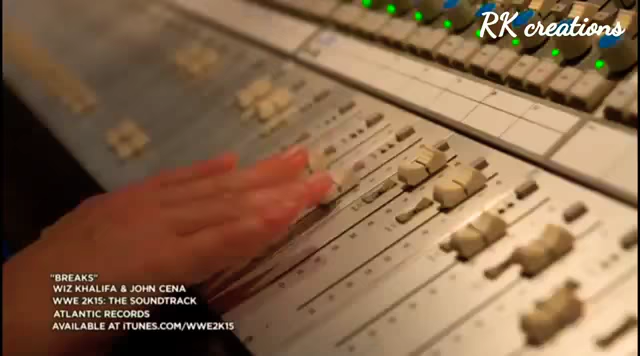 RK creations
"BREAKS"
WIZ KHALIFA & JOHN CENA
WWE 2K15: THE SOUNDTRACK
ATLANTIC RECORDS
AVAILABLE AT iTUNES.COM/WWE2K15